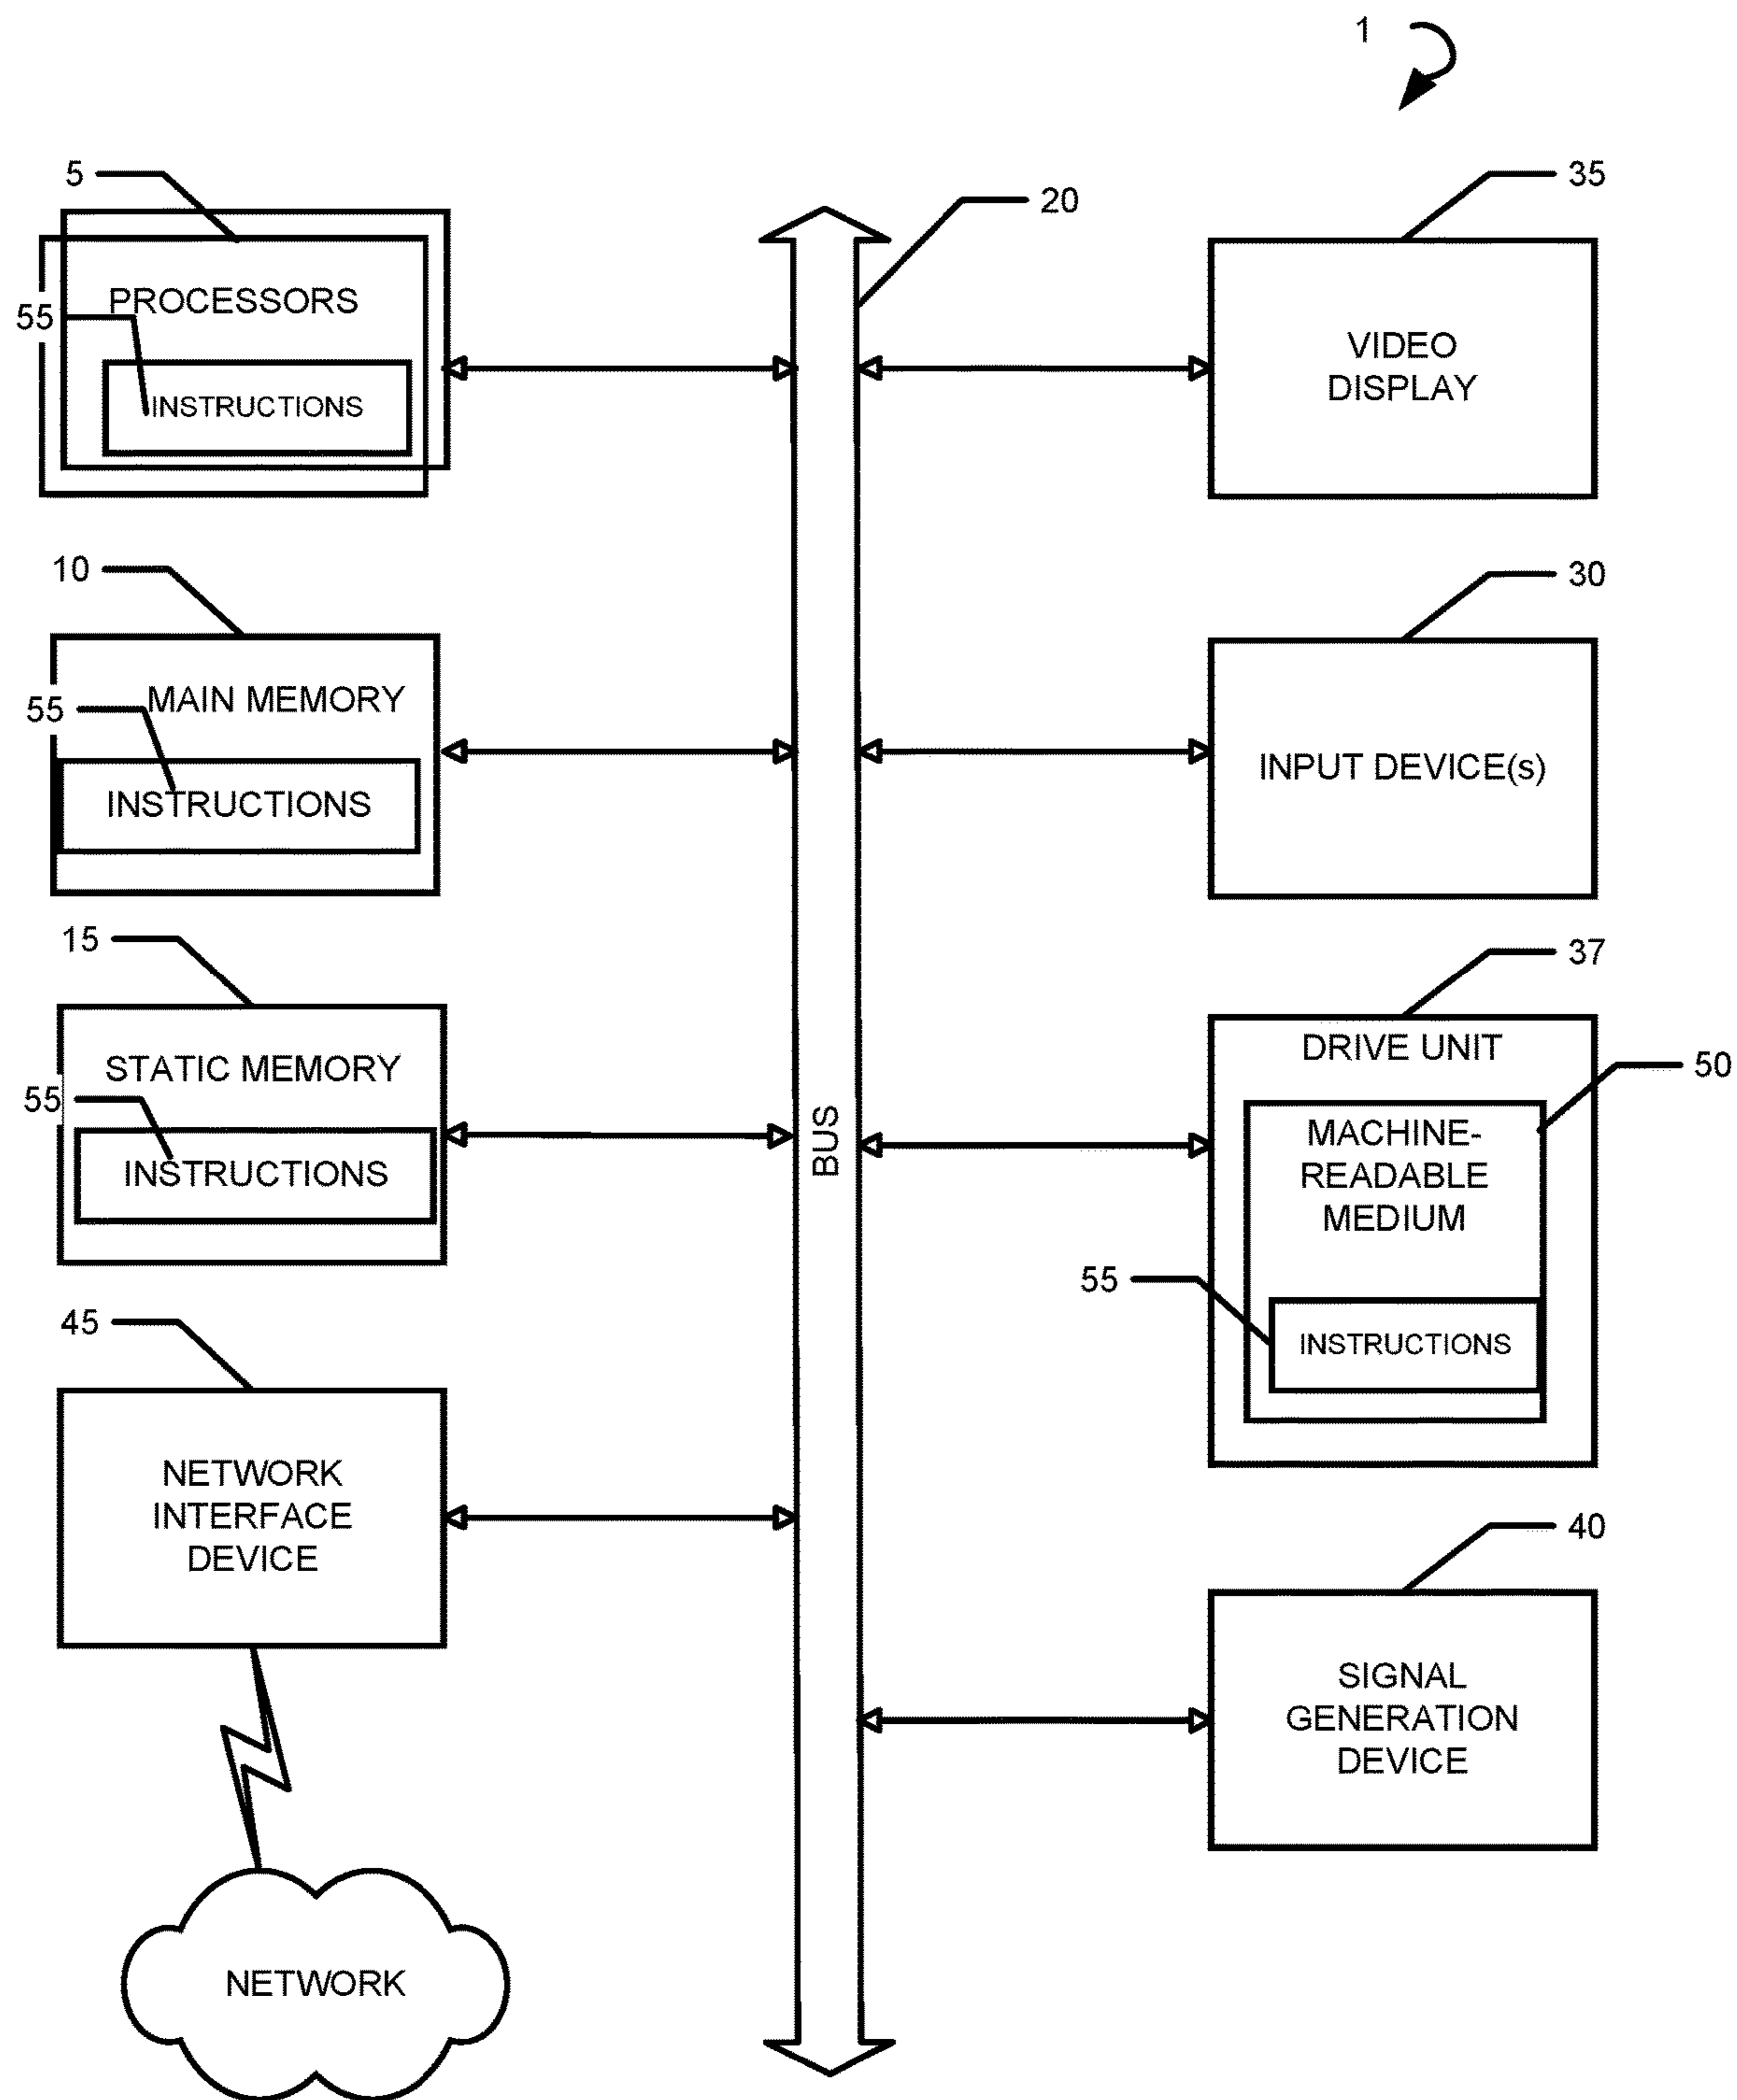 1
5
35
20
PROCESSORS
55
INSTRUCTIONS
VIDEO
DISPLAY
10
30
MAIN MEMORY
55
INSTRUCTIONS
INPUT DEVICE(s)
15
37
STATIC MEMORY
55
INSTRUCTIONS
BUS
DRIVE UNIT
50
MACHINE-
READABLE
MEDIUM
55
INSTRUCTIONS
45
NETWORK
INTERFACE
DEVICE
40
SIGNAL
GENERATION
DEVICE
NETWORK